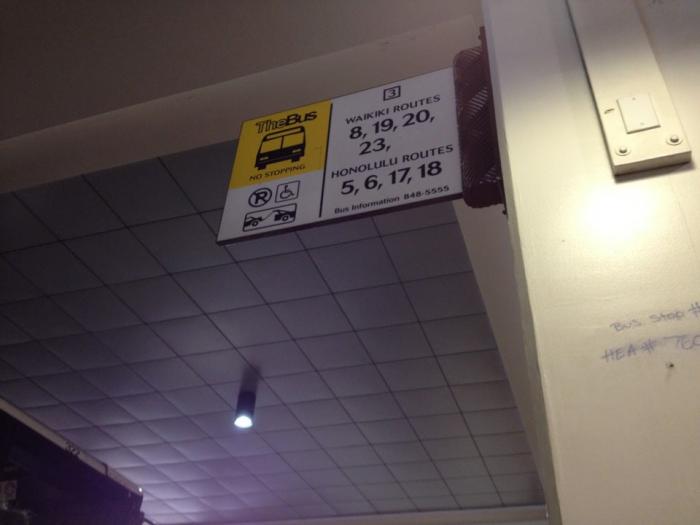 TheBus
NO STOPPING
3
WAIKIKI ROUTES
8, 19, 20,
23,
HONOLULU ROUTES
5, 6, 17, 18
Bus Information 848-5555
Bus Stop #
HEA #